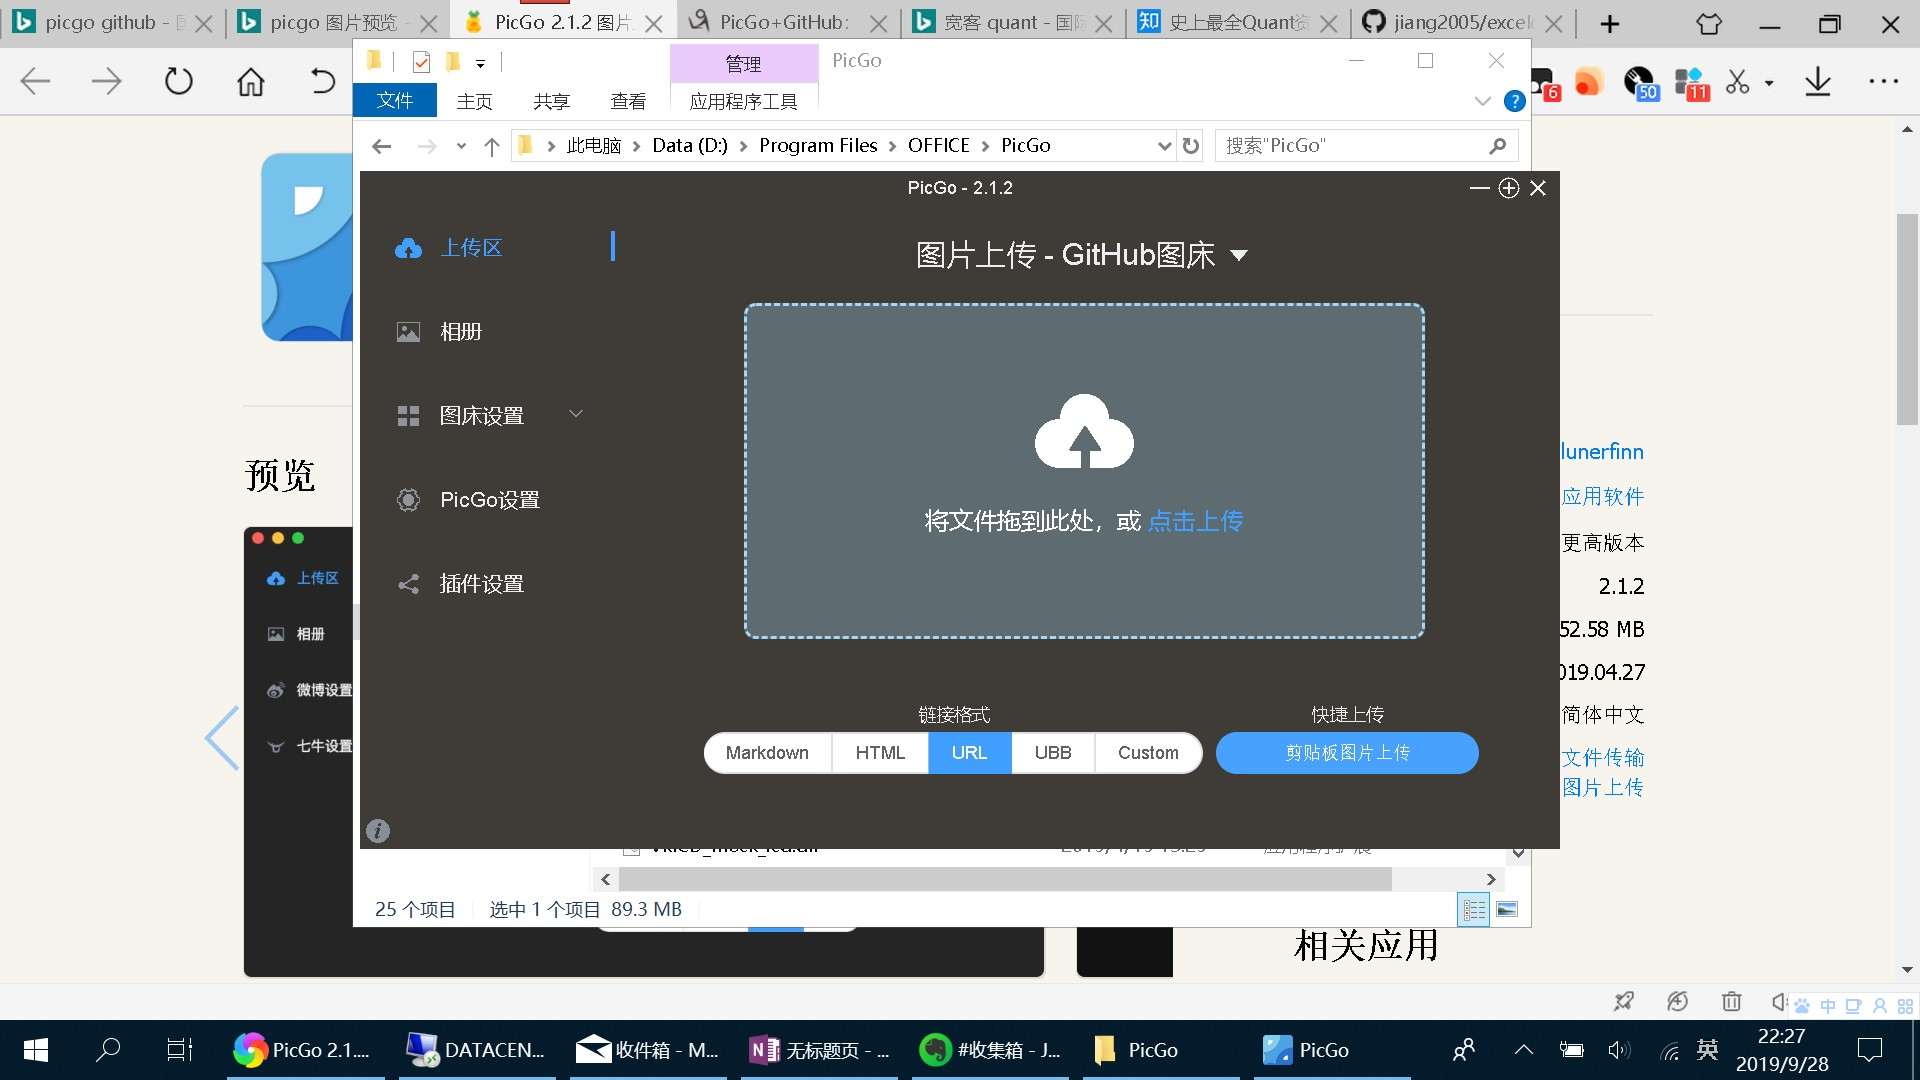 picgo github - 国
picgo 图片预览 -
PicGo 2.1.2 图片
PicGo+GitHub:
宽客 quant - 国际
史上最全Quant资
jiang2005/excel
管理
PicGo
文件
主页
共享
查看
应用程序工具
6
50
11
此电脑 > Data (D:) > Program Files > OFFICE > PicGo
搜索"PicGo"
PicGo - 2.1.2
上传区
图片上传 - GitHub图床
相册
图床设置
PicGo设置
插件设置
将文件拖到此处，或 点击上传
链接格式
快捷上传
Markdown
HTML
URL
UBB
Custom
剪贴板图片上传
预览
上传区
相册
微博设置
七牛设置
lunerfinn
应用软件
更高版本
2.1.2
52.58 MB
019.04.27
简体中文
文件传输
图片上传
25 个项目
选中 1 个项目 89.3 MB
相关应用
中
PicGo 2.1....
DATACEN...
收件箱 - M...
无标题页 - ...
#收集箱 - J...
PicGo
PicGo
英
22:27
2019/9/28